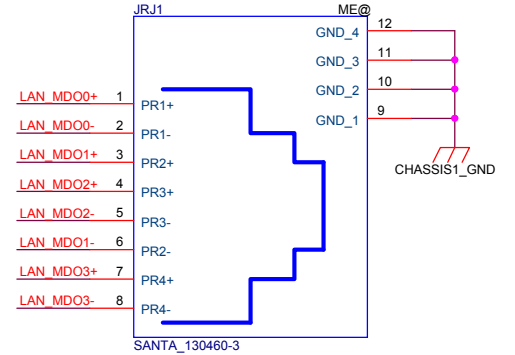 JRJ1 ME@
GND_4 12
GND_3 11
GND_2 10
GND_1 9
CHASSIS1_GND
LAN_MDO0+ 1 PR1+
LAN_MDO0- 2 PR1-
LAN_MDO1+ 3 PR2+
LAN_MDO2+ 4 PR3+
LAN_MDO2- 5 PR3-
LAN_MDO1- 6 PR2-
LAN_MDO3+ 7 PR4+
LAN_MDO3- 8 PR4-
SANTA_130460-3